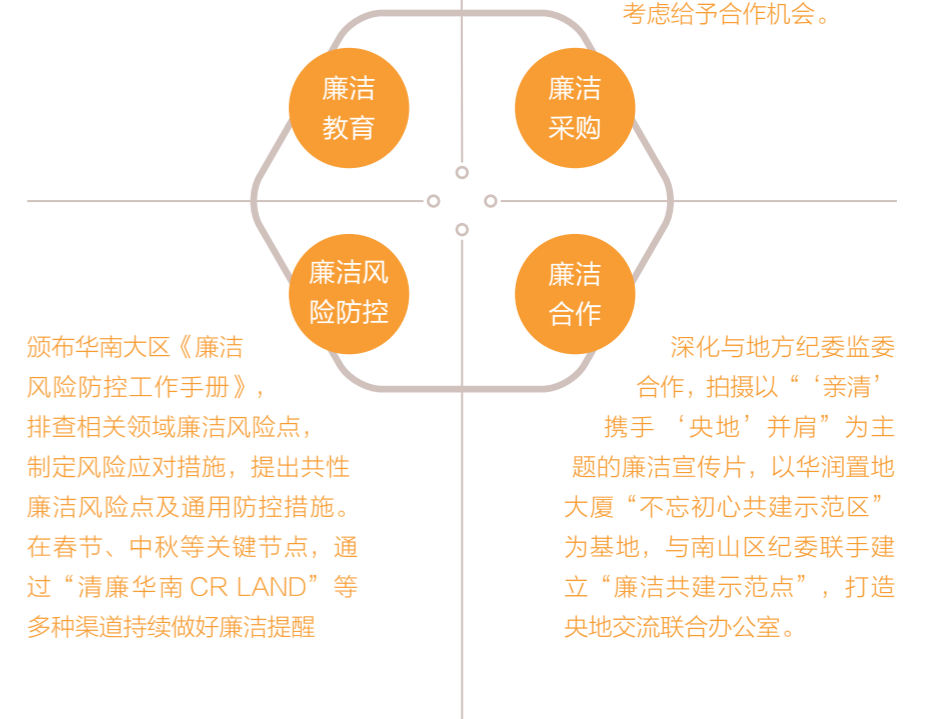 考虑给予合作机会。
廉洁
教育
廉洁
采购
廉洁风
险防控
廉洁
合作
颁布华南大区《廉洁
风险防控工作手册》，
排查相关领域廉洁风险点，
制定风险应对措施，提出共性
廉洁风险点及通用防控措施。
在春节、中秋等关键节点，通
过“清廉华南 CR LAND”等
多种渠道持续做好廉洁提醒
深化与地方纪委监委
合作，拍摄以“‘亲清’
携手 ‘央地’并肩”为主
题的廉洁宣传片，以华润置地
大厦“不忘初心共建示范区”
为基地，与南山区纪委联手建
立“廉洁共建示范点”，打造
央地交流联合办公室。